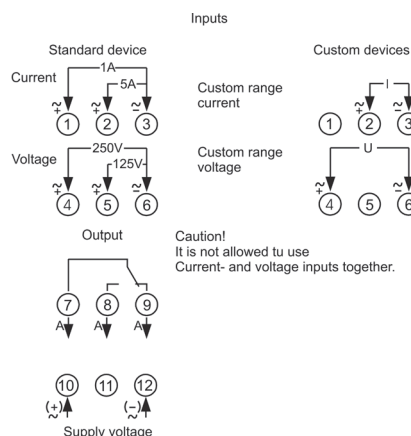 Inputs
Standard device
Custom devices
Current
1A
5A
Custom range
current
I
~ + ~ + ~ -
~ + ~ -
1 2 3
1 2 3
Voltage
250V
125V
Custom range
voltage
U
~ + ~ + ~ -
~ + ~ -
4 5 6
4 5 6
Output
Caution!
It is not allowed tu use
Current- and voltage inputs together.
7 8 9
A A A
10 11 12
(+) ~ (−) ~
Supply voltage